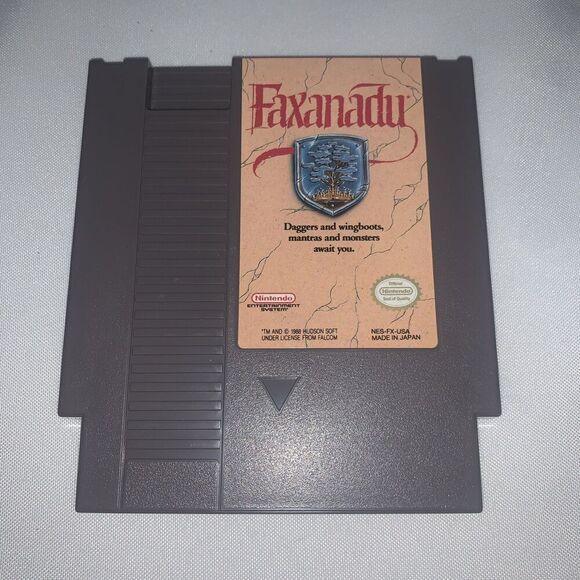 Faxanadu
Daggers and wingboots,
mantras and monsters
await you.
Nintendo
ENTERTAINMENT
SYSTEM
Official
Nintendo
Seal of Quality
™ AND © 1988 HUDSON SOFT
UNDER LICENSE FROM FALCOM
NES-FX-USA
MADE IN JAPAN